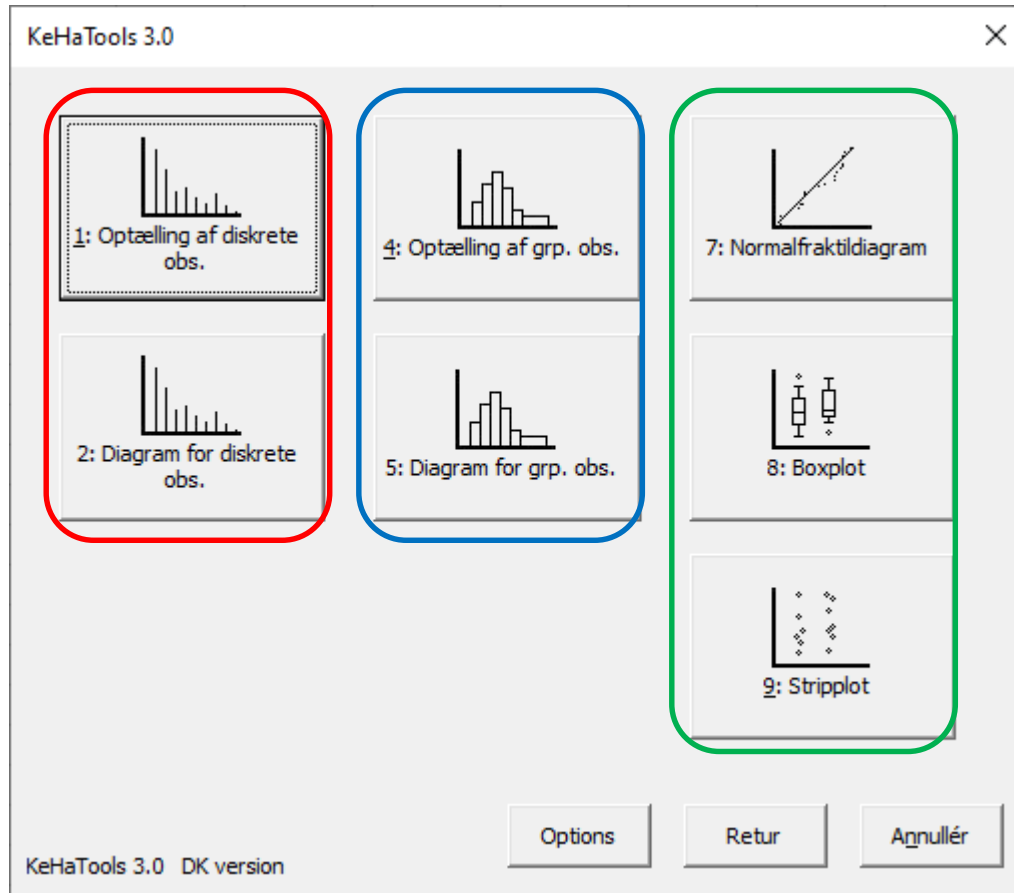 KeHaTools 3.0
1: Optælling af diskrete
obs.
4: Optælling af grp. obs.
7: Normalfraktildiagram
2: Diagram for diskrete
obs.
5: Diagram for grp. obs.
8: Boxplot
9: Stripplot
Options
Retur
Annullér
KeHaTools 3.0 DK version